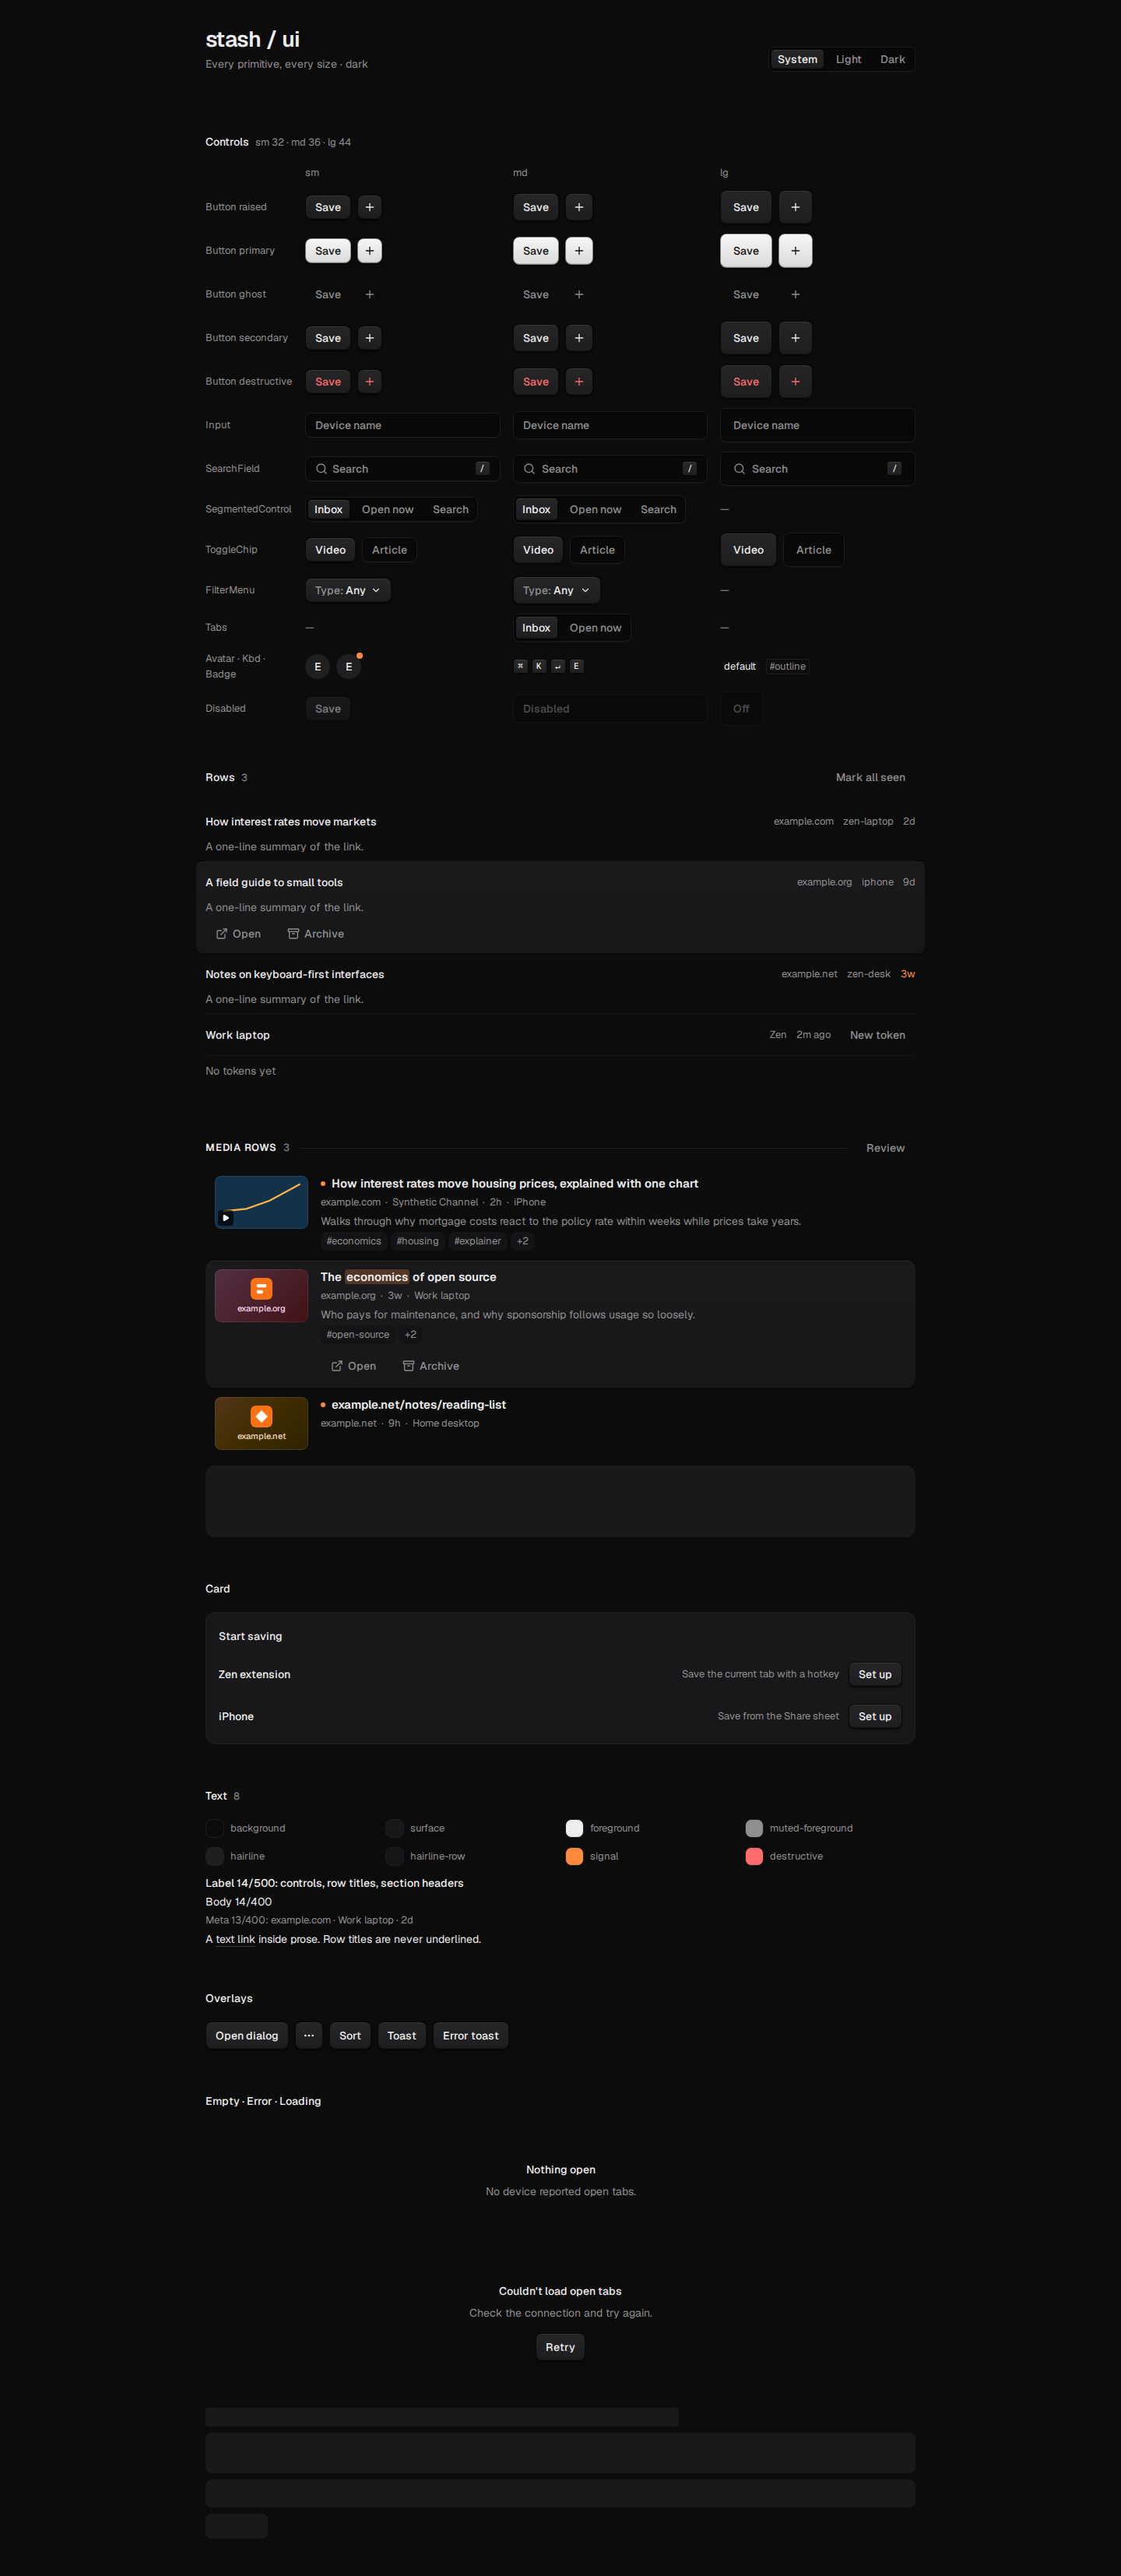 stash / ui
Every primitive, every size · dark
System Light Dark
Controls sm 32 · md 36 · lg 44
sm md lg
Button raised Save + Save + Save +
Button primary Save + Save + Save +
Button ghost Save + Save + Save +
Button secondary Save + Save + Save +
Button destructive Save + Save + Save +
Input Device name Device name Device name
SearchField Search / Search / Search /
SegmentedControl Inbox Open now Search Inbox Open now Search —
ToggleChip Video Article Video Article Video Article
FilterMenu Type: Any Type: Any —
Tabs — Inbox Open now —
Avatar · Kbd ·
Badge E E ⌘ K ↵ E default #outline
Disabled Save Disabled Off
Rows 3 Mark all seen
How interest rates move markets example.com zen-laptop 2d
A one-line summary of the link.
A field guide to small tools example.org iphone 9d
A one-line summary of the link.
Open Archive
Notes on keyboard-first interfaces example.net zen-desk 3w
A one-line summary of the link.
Work laptop Zen 2m ago New token
No tokens yet
MEDIA ROWS 3 Review
How interest rates move housing prices, explained with one chart
example.com · Synthetic Channel · 2h · iPhone
Walks through why mortgage costs react to the policy rate within weeks while prices take years.
#economics #housing #explainer +2
example.org
The economics of open source
example.org · 3w · Work laptop
Who pays for maintenance, and why sponsorship follows usage so loosely.
#open-source +2
Open Archive
example.net
example.net/notes/reading-list
example.net · 9h · Home desktop
Card
Start saving
Zen extension Save the current tab with a hotkey Set up
iPhone Save from the Share sheet Set up
Text 8
background surface foreground muted-foreground
hairline hairline-row signal destructive
Label 14/500: controls, row titles, section headers
Body 14/400
Meta 13/400: example.com · Work laptop · 2d
A text link inside prose. Row titles are never underlined.
Overlays
Open dialog ··· Sort Toast Error toast
Empty · Error · Loading
Nothing open
No device reported open tabs.
Couldn't load open tabs
Check the connection and try again.
Retry